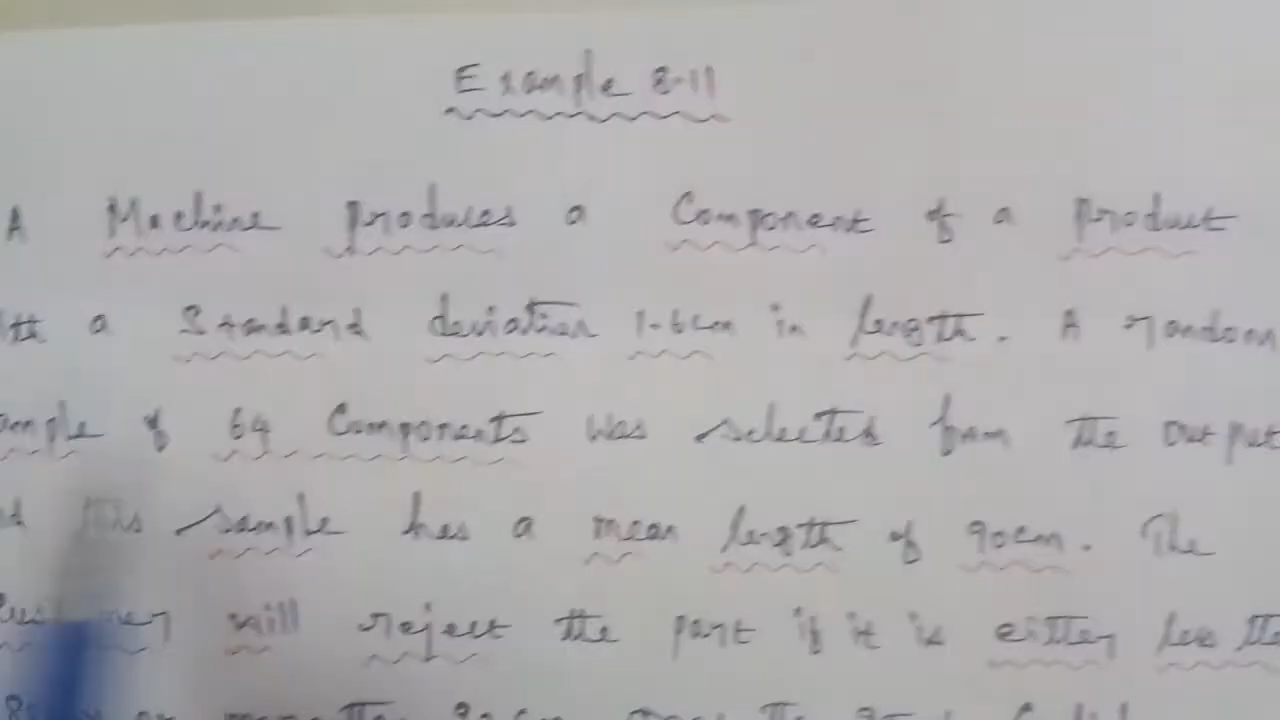 Example 8.11
A Machine produces a Component of a product
a Standard deviation 1.6cm in length. A random
of 64 Components was selected from the output
this sample has a mean length of 90cm. The
will reject the part if it is either less